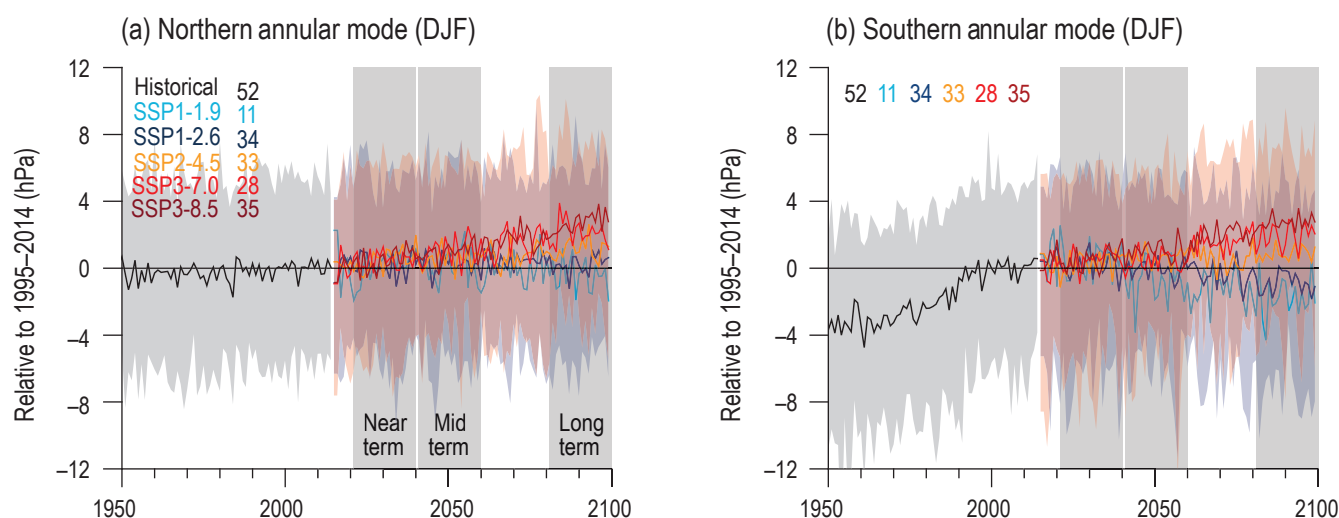 (a) Northern annular mode (DJF)
Relative to 1995–2014 (hPa)
12
8
4
0
–4
–8
–12
Historical 52
SSP1-1.9 11
SSP1-2.6 34
SSP2-4.5 33
SSP3-7.0 28
SSP3-8.5 35
Near term
Mid term
Long term
1950 2000 2050 2100
(b) Southern annular mode (DJF)
Relative to 1995–2014 (hPa)
12
8
4
0
–4
–8
–12
52 11 34 33 28 35
1950 2000 2050 2100